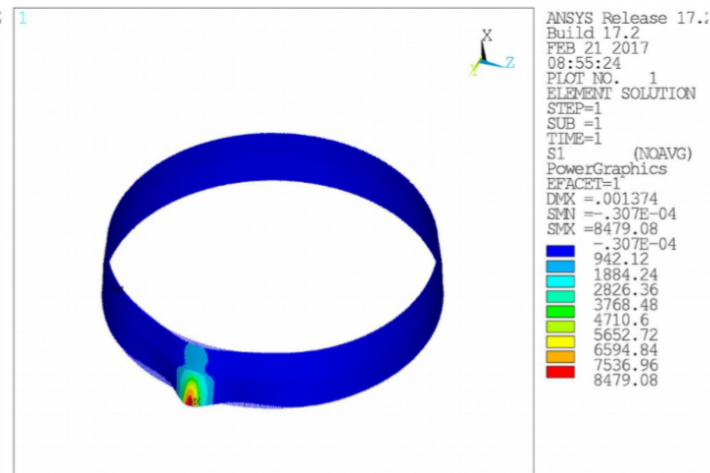 1
X
Z
ANSYS Release 17.2
Build 17.2
FEB 21 2017
08:55:24
PLOT NO. 1
ELEMENT SOLUTION
STEP=1
SUB =1
TIME=1
S1 (NOAVG)
PowerGraphics
EFACET=1
DMX =.001374
SMN =-.307E-04
SMX =8479.08
-.307E-04
942.12
1884.24
2826.36
3768.48
4710.6
5652.72
6594.84
7536.96
8479.08